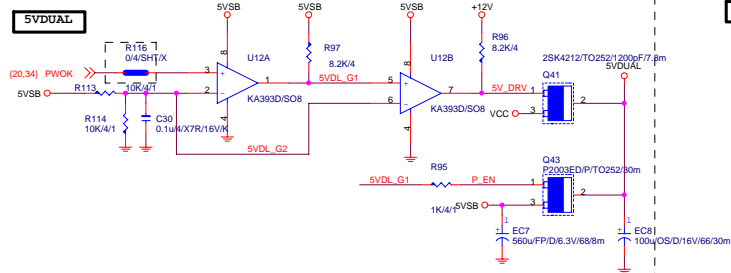 5VDUAL
5VSB
5VSB
+12V
R116
0/4/SHT/X
{20,34} PWOK
3
8
U12A
1
2
4
KA393D/SO8
R97
8.2K/4
5VDL_G1
5VSB
R113
10K/4/1
R114
10K/4/1
C30
0.1u/4/X7R/16V/K
5VDL_G2
8
U12B
5
6
7
4
KA393D/SO8
R96
8.2K/4
5V_DRV
2SK4212/TO252/1200pF/7.8m
5VDUAL
Q41
1
2
3
VCC
Q43
P2003ED/P/TO252/30m
R95
5VDL_G1
P_EN
1
2
3
1K/4/1
5VSB
1
EC7
560u/FP/D/6.3V/68/8m
1
EC8
100u/OS/D/16V/66/30m